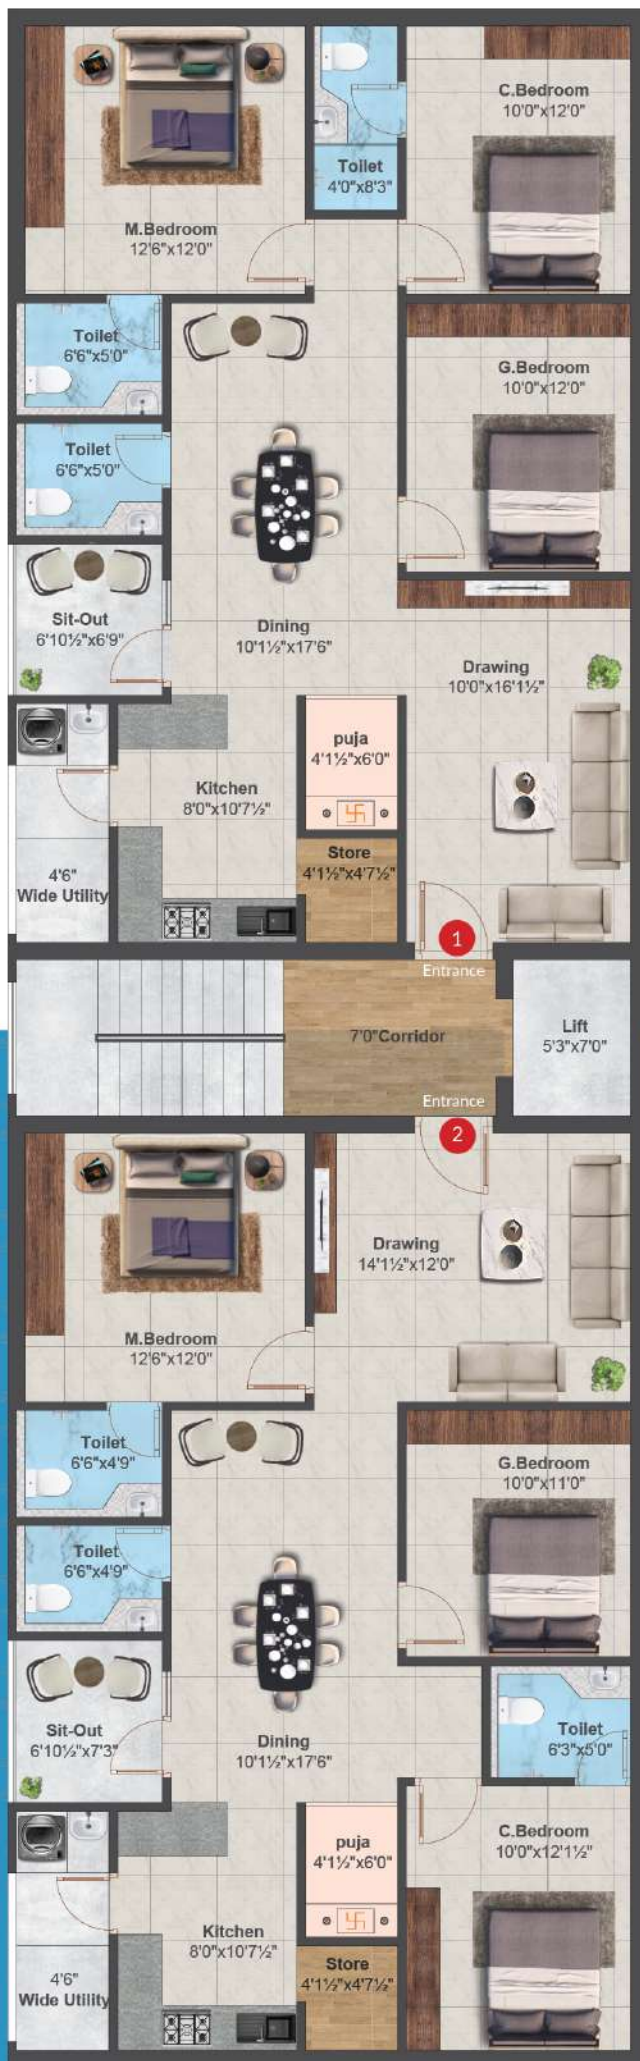 C.Bedroom
10'0"x12'0"
Toilet
4'0"x8'3"
M.Bedroom
12'6"x12'0"
Toilet
6'6"x5'0"
G.Bedroom
10'0"x12'0"
Toilet
6'6"x5'0"
Sit-Out
6'10½"x6'9"
Dining
10'1½"x17'6"
Drawing
10'0"x16'1½"
puja
4'1½"x6'0"
Kitchen
8'0"x10'7½"
Store
4'1½"x4'7½"
4'6"
Wide Utility
1
Entrance
7'0"Corridor
Lift
5'3"x7'0"
Entrance
2
Drawing
14'1½"x12'0"
M.Bedroom
12'6"x12'0"
Toilet
6'6"x4'9"
G.Bedroom
10'0"x11'0"
Toilet
6'6"x4'9"
Sit-Out
6'10½"x7'3"
Dining
10'1½"x17'6"
Toilet
6'3"x5'0"
puja
4'1½"x6'0"
C.Bedroom
10'0"x12'1½"
Kitchen
8'0"x10'7½"
Store
4'1½"x4'7½"
4'6"
Wide Utility